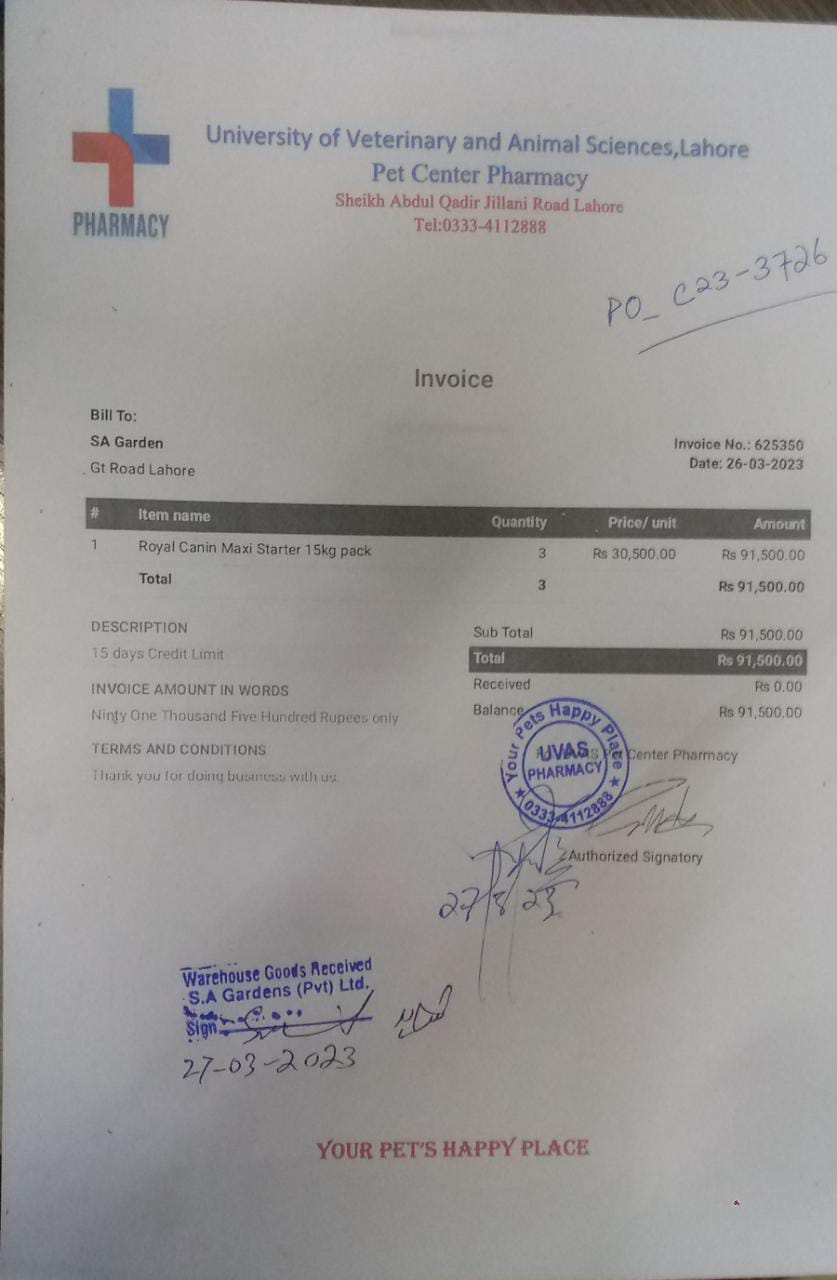 University of Veterinary and Animal Sciences,Lahore
Pet Center Pharmacy
Sheikh Abdul Qadir Jillani Road Lahore
Tel:0333-4112888
PHARMACY
PO_ C23-3726
Invoice
Bill To:
SA Garden
Gt Road Lahore
Invoice No.: 625350
Date: 26-03-2023
# Item name Quantity Price/ unit Amount
1 Royal Canin Maxi Starter 15kg pack 3 Rs 30,500.00 Rs 91,500.00
Total 3 Rs 91,500.00
DESCRIPTION
15 days Credit Limit
INVOICE AMOUNT IN WORDS
Ninty One Thousand Five Hundred Rupees only
TERMS AND CONDITIONS
Thank you for doing business with us.
Sub Total Rs 91,500.00
Total Rs 91,500.00
Received Rs 0.00
Balance Rs 91,500.00
Pet Center Pharmacy
Your Pets Happy Place
UVAS
PHARMACY
0333-4112888
Authorized Signatory
Warehouse Goods Received
S.A Gardens (Pvt) Ltd.
Sign
27-03-2023
YOUR PET'S HAPPY PLACE